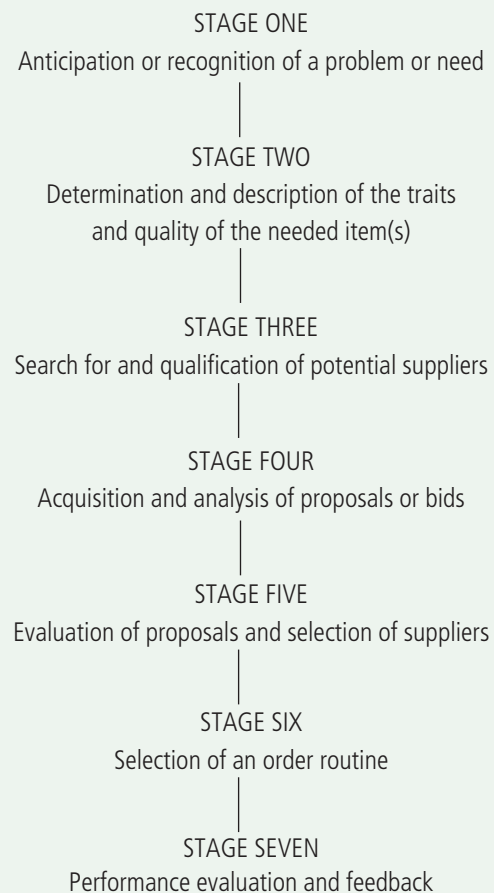 STAGE ONE
Anticipation or recognition of a problem or need
STAGE TWO
Determination and description of the traits
and quality of the needed item(s)
STAGE THREE
Search for and qualification of potential suppliers
STAGE FOUR
Acquisition and analysis of proposals or bids
STAGE FIVE
Evaluation of proposals and selection of suppliers
STAGE SIX
Selection of an order routine
STAGE SEVEN
Performance evaluation and feedback